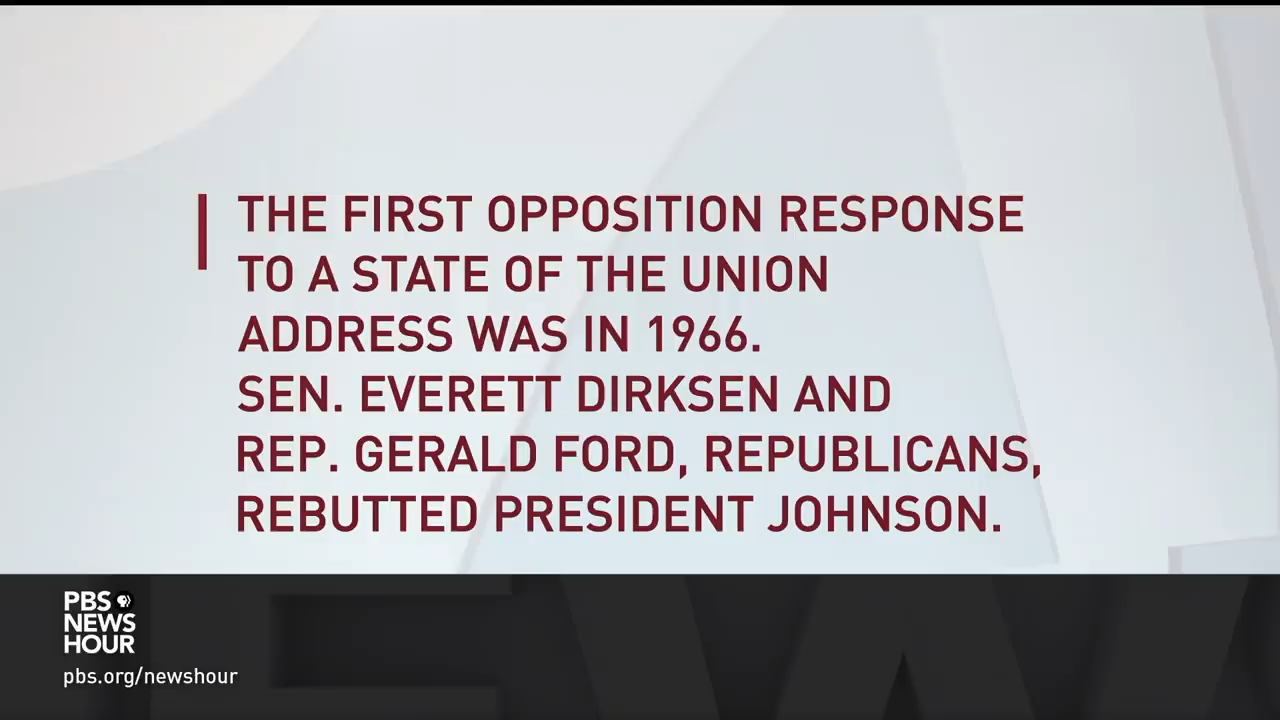 THE FIRST OPPOSITION RESPONSE
TO A STATE OF THE UNION
ADDRESS WAS IN 1966.
SEN. EVERETT DIRKSEN AND
REP. GERALD FORD, REPUBLICANS,
REBUTTED PRESIDENT JOHNSON.
PBS
NEWS
HOUR
pbs.org/newshour